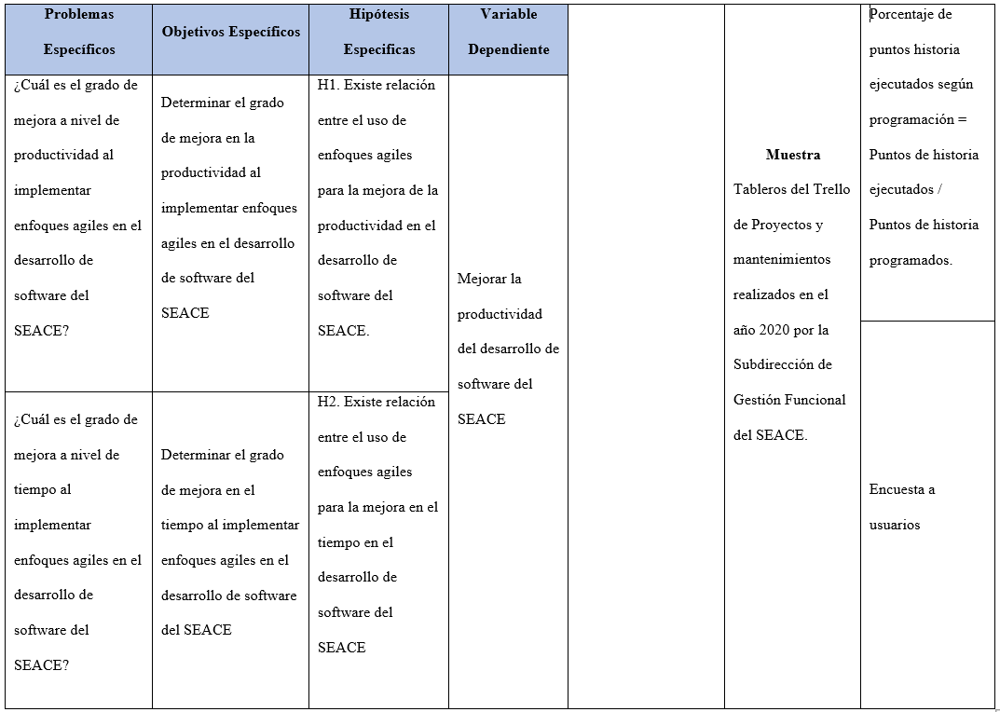 Problemas
Específicos
Objetivos Específicos
Hipótesis
Especificas
Variable
Dependiente
¿Cuál es el grado de
mejora a nivel de
productividad al
implementar
enfoques agiles en el
desarrollo de
software del
SEACE?
Determinar el grado
de mejora en la
productividad al
implementar enfoques
agiles en el desarrollo
de software del
SEACE
H1. Existe relación
entre el uso de
enfoques agiles
para la mejora de la
productividad en el
desarrollo de
software del
SEACE.
¿Cuál es el grado de
mejora a nivel de
tiempo al
implementar
enfoques agiles en el
desarrollo de
software del
SEACE?
Determinar el grado
de mejora en el
tiempo al implementar
enfoques agiles en el
desarrollo de software
del SEACE
H2. Existe relación
entre el uso de
enfoques agiles
para la mejora en el
tiempo en el
desarrollo de
software del
SEACE
Mejorar la
productividad
del desarrollo de
software del
SEACE
Muestra
Tableros del Trello
de Proyectos y
mantenimientos
realizados en el
año 2020 por la
Subdirección de
Gestión Funcional
del SEACE.
Porcentaje de
puntos historia
ejecutados según
programación =
Puntos de historia
ejecutados /
Puntos de historia
programados.
Encuesta a
usuarios